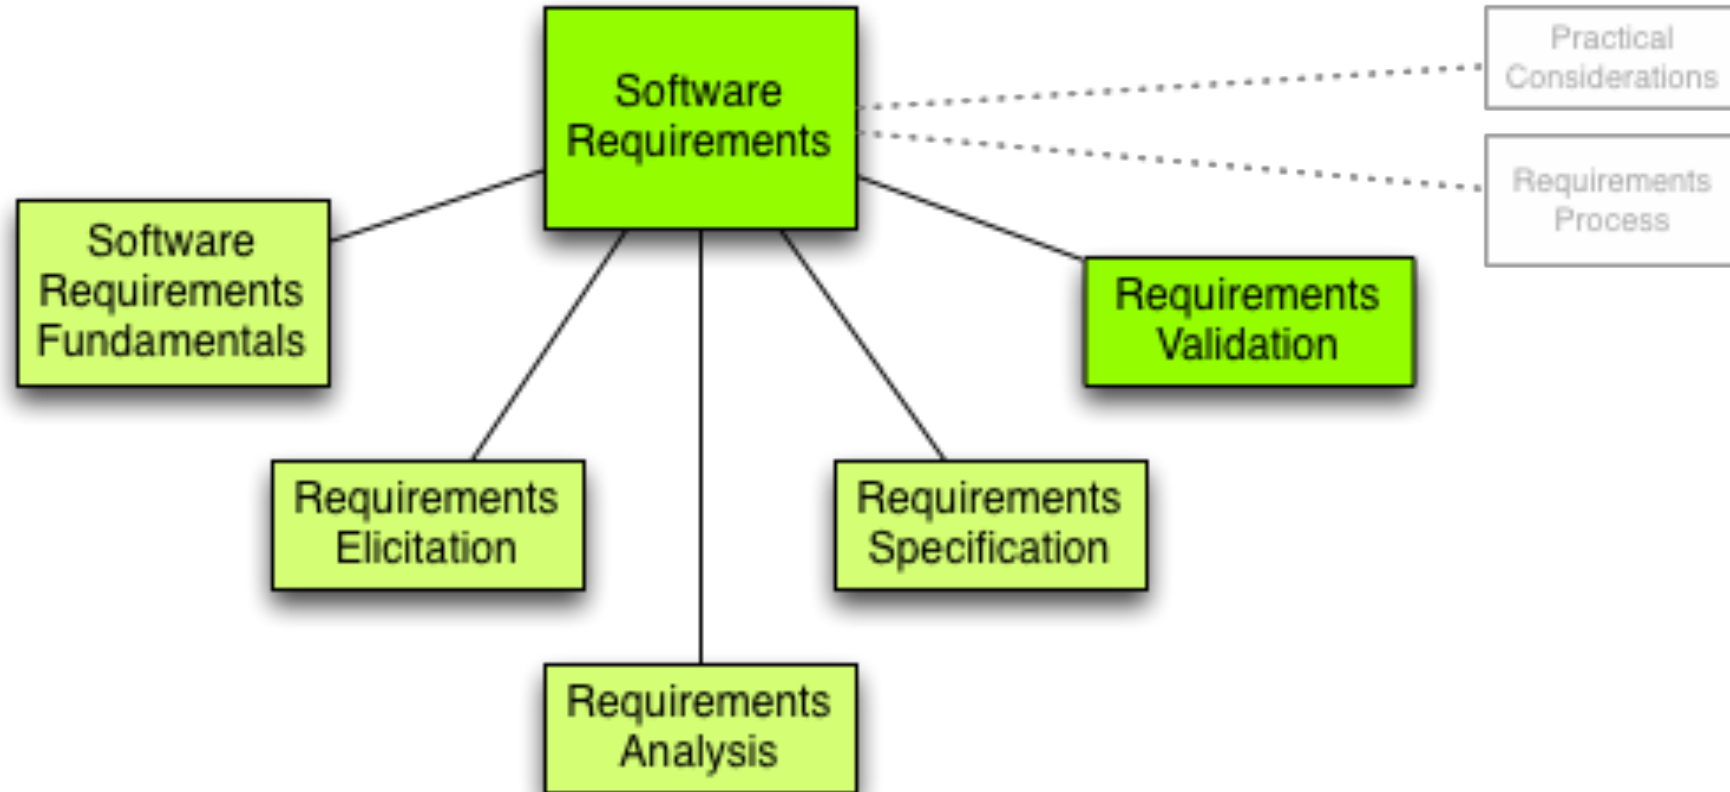 Software
Requirements
Practical
Considerations
Requirements
Process
Software
Requirements
Fundamentals
Requirements
Validation
Requirements
Elicitation
Requirements
Specification
Requirements
Analysis